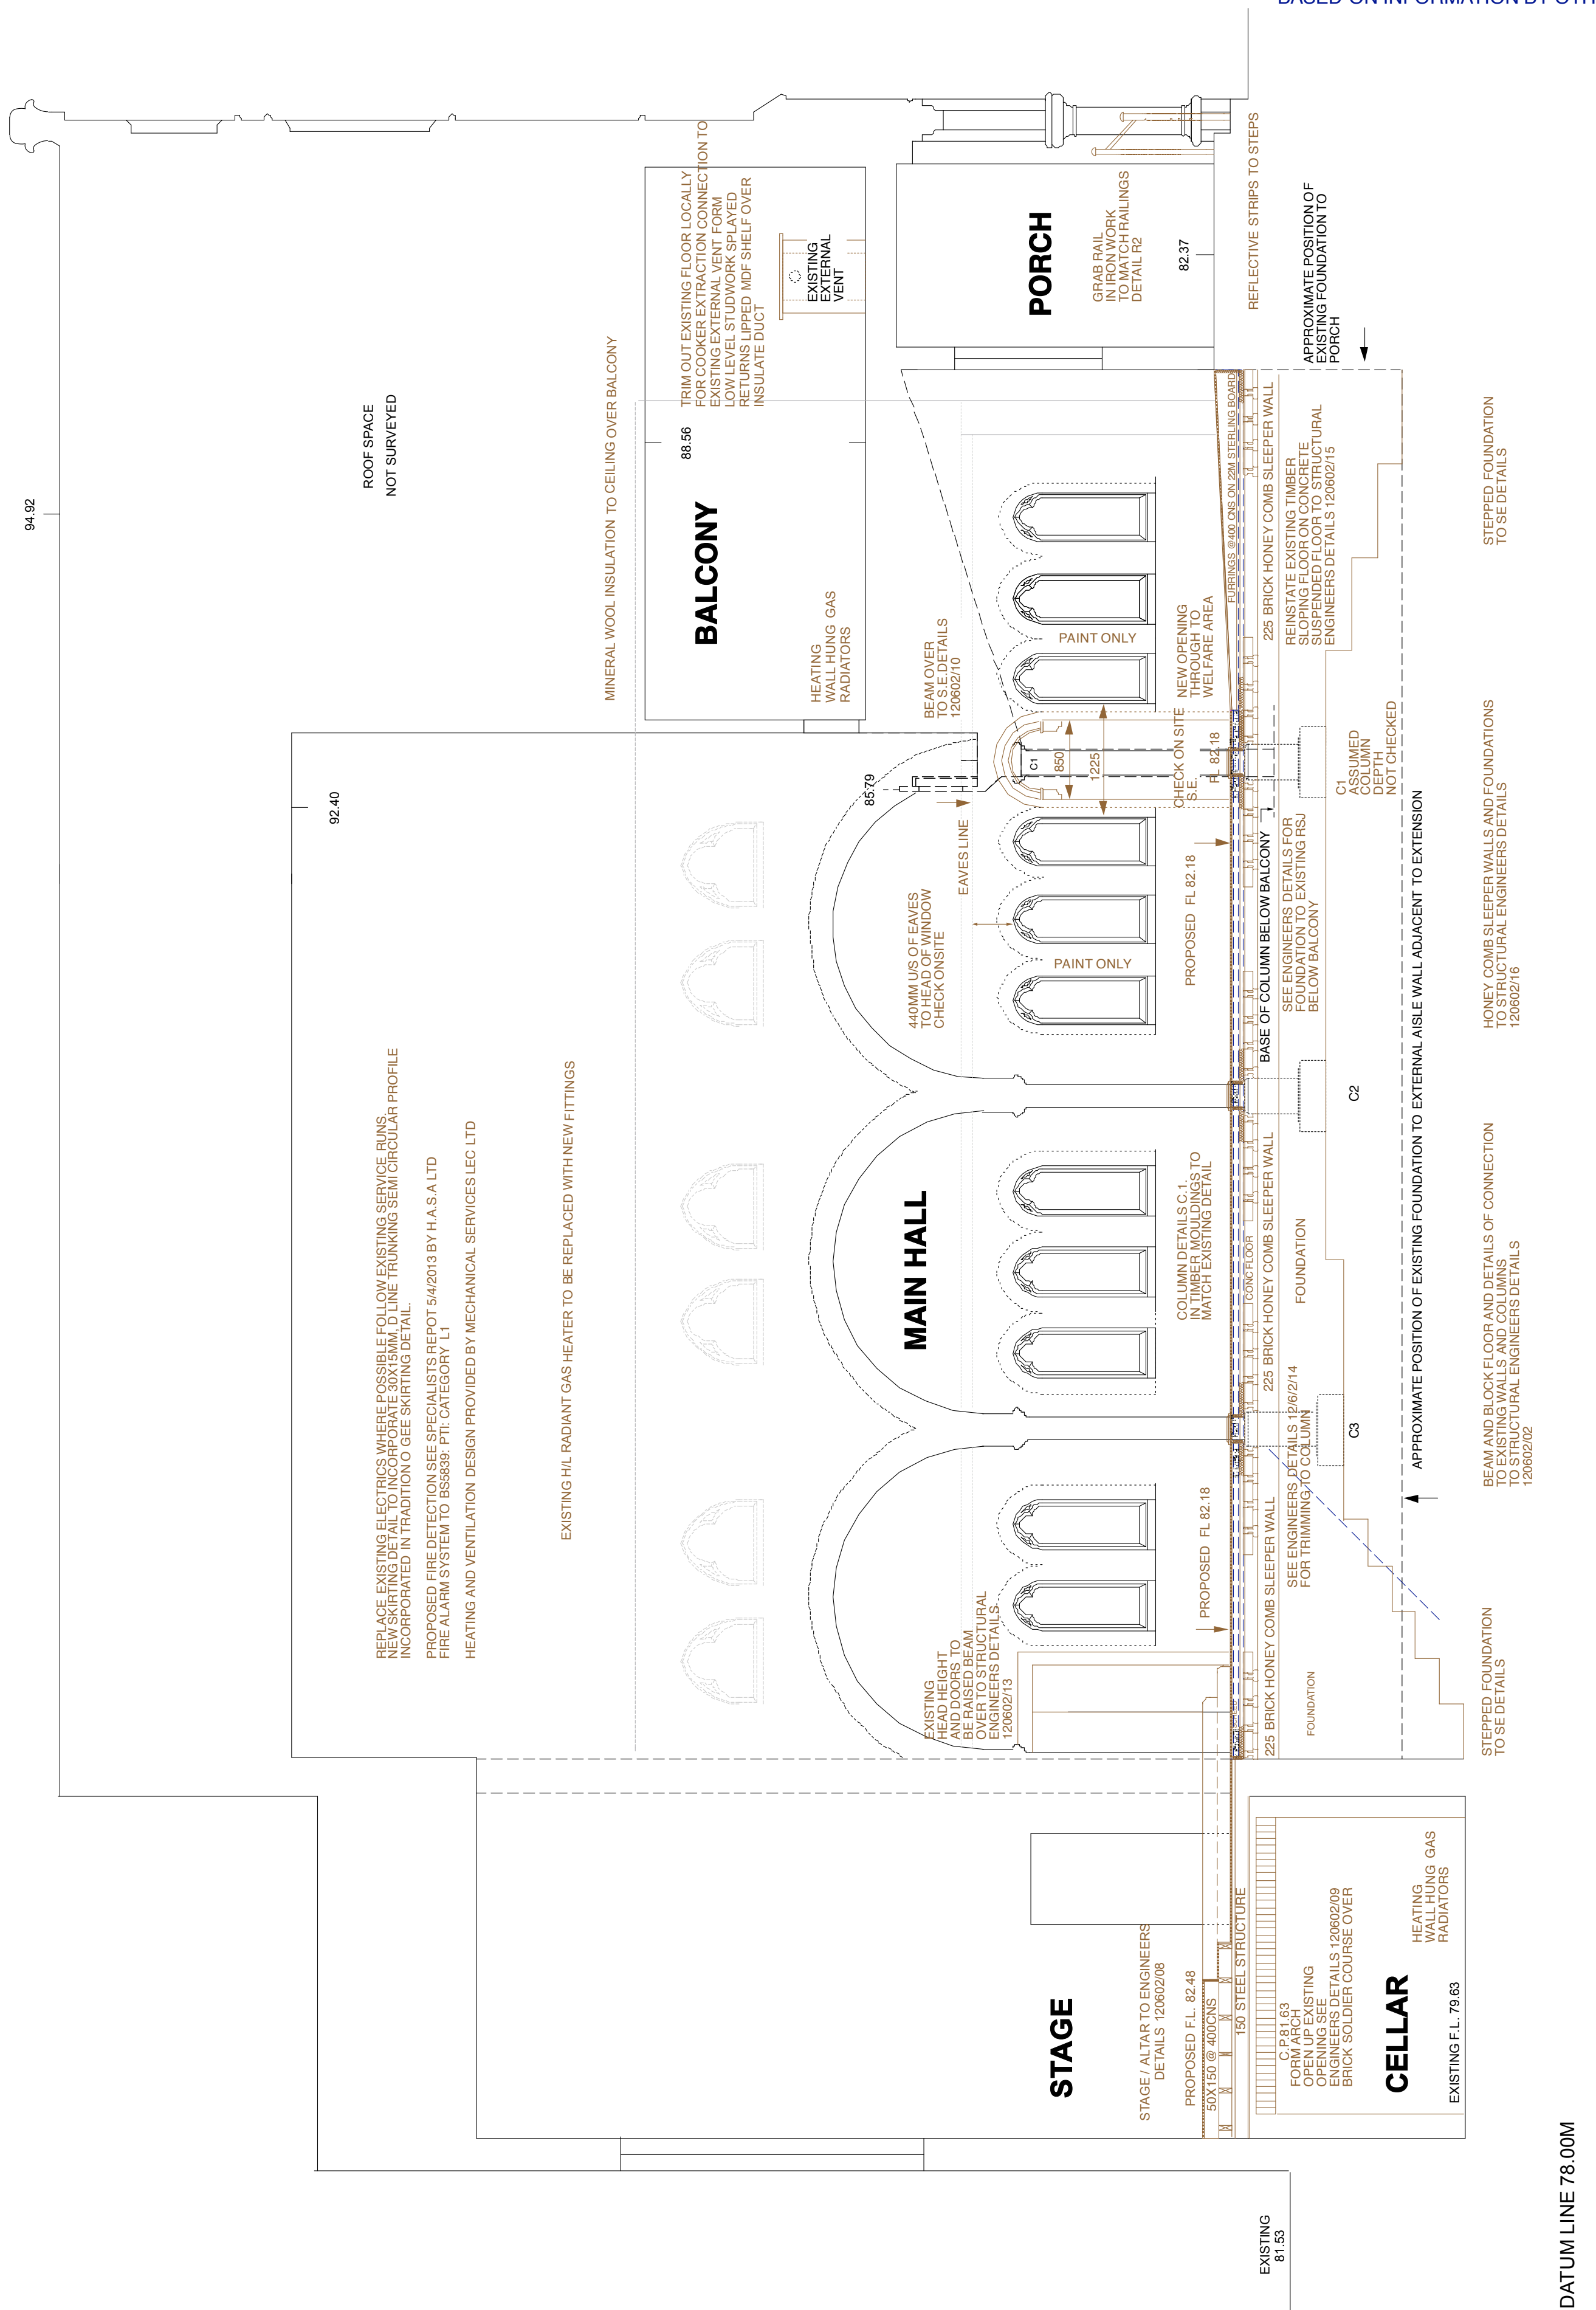 BASED ON INFORMATION BY OTH
94.92
ROOF SPACE
NOT SURVEYED
92.40
REPLACE EXISTING ELECTRICS WHERE POSSIBLE FOLLOW EXISTING SERVICE RUNS.
NEW SKIRTING DETAIL TO INCORPORATE 30X15MM, D LINE TRUNKING SEMI CIRCULAR PROFILE
INCORPORATED IN TRADITION O GEE SKIRTING DETAIL.
PROPOSED FIRE DETECTION SEE SPECIALISTS REPOT 5/4/2013 BY H.A.S.A LTD
FIRE ALARM SYSTEM TO BS5839: PTI: CATEGORY L1
HEATING AND VENTILATION DESIGN PROVIDED BY MECHANICAL SERVICES LEC LTD
EXISTING H/L RADIANT GAS HEATER TO BE REPLACED WITH NEW FITTINGS
MINERAL WOOL INSULATION TO CEILING OVER BALCONY
88.56
BALCONY
TRIM OUT EXISTING FLOOR LOCALLY
FOR COOKER EXTRACTION CONNECTION TO
EXISTING EXTERNAL VENT FORM
LOW LEVEL STUDWORK SPLAYED
RETURNS LIPPED MDF SHELF OVER
INSULATE DUCT
EXISTING
EXTERNAL
VENT
HEATING
WALL HUNG GAS
RADIATORS
85.79
BEAM OVER
TO S.E.DETAILS
120602/10
EAVES LINE
440MM U/S OF EAVES
TO HEAD OF WINDOW
CHECK ONSITE
MAIN HALL
EXISTING
HEAD HEIGHT
AND DOORS TO
BE RAISED BEAM
OVER TO STRUCTURAL
ENGINEERS DETAILS
120602/13
PAINT ONLY
PAINT ONLY
C1
850
1225
CHECK ON SITE
S.E.
FL 82.18
NEW OPENING
THROUGH TO
WELFARE AREA
PORCH
GRAB RAIL
IN IRON WORK
TO MATCH RAILINGS
DETAIL R2
82.37
REFLECTIVE STRIPS TO STEPS
STAGE
STAGE / ALTAR TO ENGINEERS
DETAILS 120602/08
PROPOSED F.L. 82.48
50X150 @ 400CNS
150 STEEL STRUCTURE
PROPOSED FL 82.18
COLUMN DETAILS C.1.
IN TIMBER MOULDINGS TO
MATCH EXISTING DETAIL
PROPOSED FL 82.18
FURRINGS @400 CNS ON 22M STERLING BOARD
CONC FLOOR
225 BRICK HONEY COMB SLEEPER WALL
225 BRICK HONEY COMB SLEEPER WALL
BASE OF COLUMN BELOW BALCONY
225 BRICK HONEY COMB SLEEPER WALL
C.P.81.63
FORM ARCH
OPEN UP EXISTING
OPENING SEE
ENGINEERS DETAILS 120602/09
BRICK SOLDIER COURSE OVER
CELLAR
HEATING
WALL HUNG GAS
RADIATORS
EXISTING F.L. 79.63
EXISTING
81.53
FOUNDATION
SEE ENGINEERS DETAILS 12/6/2/14
FOR TRIMMING TO COLUMN
FOUNDATION
SEE ENGINEERS DETAILS FOR
FOUNDATION TO EXISTING RSJ
BELOW BALCONY
REINSTATE EXISTING TIMBER
SLOPING FLOOR ON CONCRETE
SUSPENDED FLOOR TO STRUCTURAL
ENGINEERS DETAILS 120602/15
APPROXIMATE POSITION OF
EXISTING FOUNDATION TO
PORCH
C3
C2
C1
ASSUMED
COLUMN
DEPTH
NOT CHECKED
APPROXIMATE POSITION OF EXISTING FOUNDATION TO EXTERNAL AISLE WALL ADJACENT TO EXTENSION
STEPPED FOUNDATION
TO SE DETAILS
BEAM AND BLOCK FLOOR AND DETAILS OF CONNECTION
TO EXISTING WALLS AND COLUMNS
TO STRUCTURAL ENGINEERS DETAILS
120602/02
HONEY COMB SLEEPER WALLS AND FOUNDATIONS
TO STRUCTURAL ENGINEERS DETAILS
120602/16
STEPPED FOUNDATION
TO SE DETAILS
DATUM LINE 78.00M